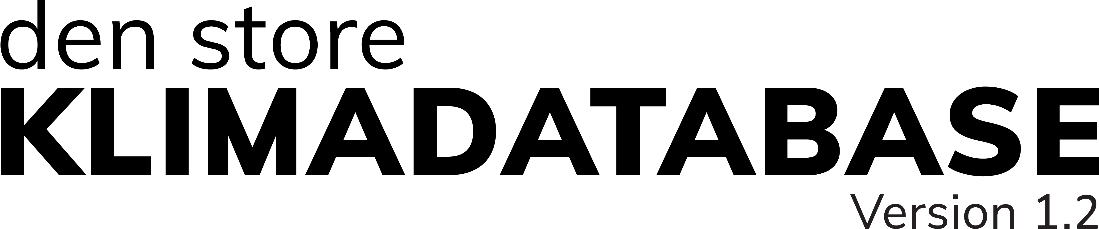 den store
KLIMADATABASE
Version 1.2